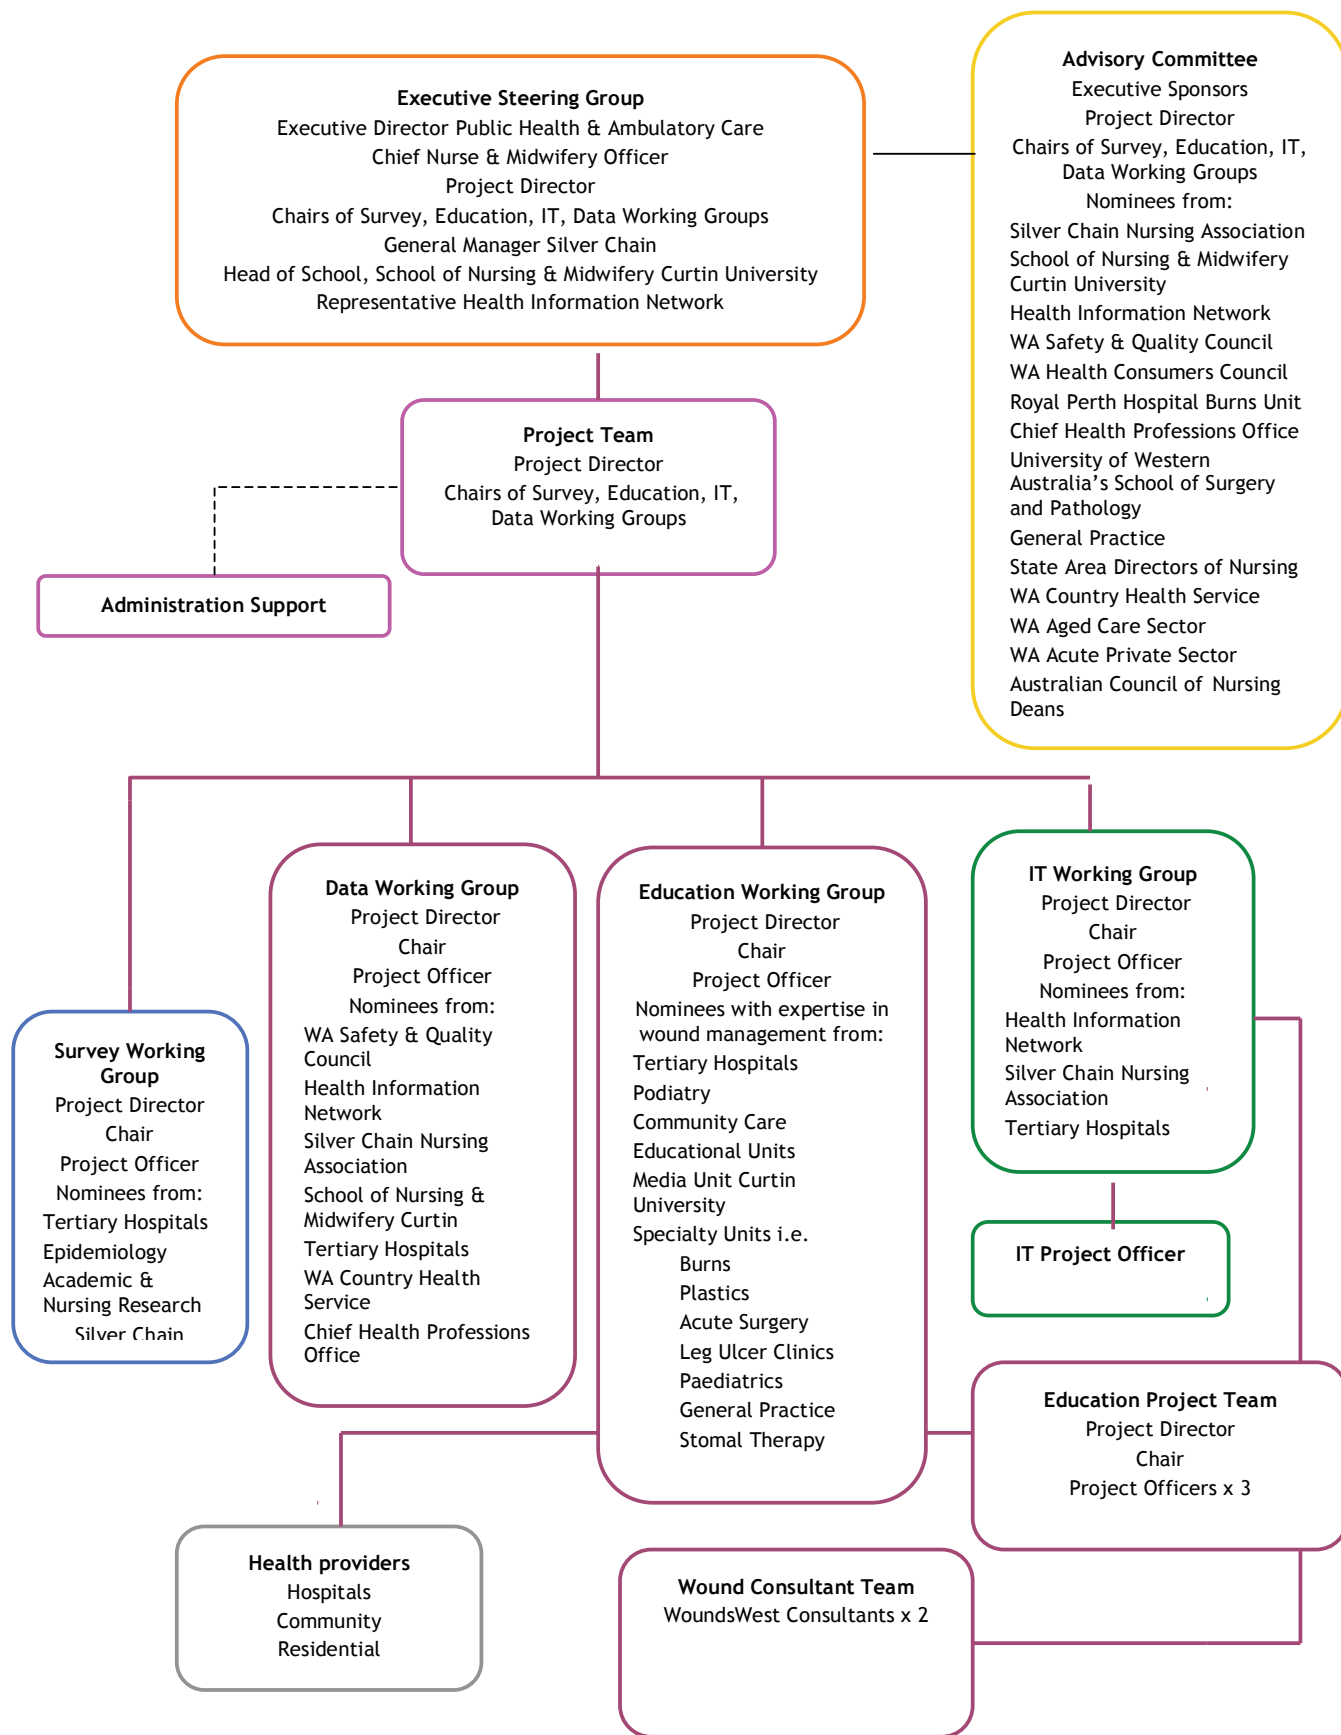 Executive Steering Group
Executive Director Public Health & Ambulatory Care
Chief Nurse & Midwifery Officer
Project Director
Chairs of Survey, Education, IT, Data Working Groups
General Manager Silver Chain
Head of School, School of Nursing & Midwifery Curtin University
Representative Health Information Network
Advisory Committee
Executive Sponsors
Project Director
Chairs of Survey, Education, IT,
Data Working Groups
Nominees from:
Silver Chain Nursing Association
School of Nursing & Midwifery
Curtin University
Health Information Network
WA Safety & Quality Council
WA Health Consumers Council
Royal Perth Hospital Burns Unit
Chief Health Professions Office
University of Western
Australia’s School of Surgery
and Pathology
General Practice
State Area Directors of Nursing
WA Country Health Service
WA Aged Care Sector
WA Acute Private Sector
Australian Council of Nursing
Deans
Project Team
Project Director
Chairs of Survey, Education, IT,
Data Working Groups
Administration Support
Survey Working
Group
Project Director
Chair
Project Officer
Nominees from:
Tertiary Hospitals
Epidemiology
Academic &
Nursing Research
Silver Chain
Data Working Group
Project Director
Chair
Project Officer
Nominees from:
WA Safety & Quality
Council
Health Information
Network
Silver Chain Nursing
Association
School of Nursing &
Midwifery Curtin
Tertiary Hospitals
WA Country Health
Service
Chief Health Professions
Office
Education Working Group
Project Director
Chair
Project Officer
Nominees with expertise in
wound management from:
Tertiary Hospitals
Podiatry
Community Care
Educational Units
Media Unit Curtin
University
Specialty Units i.e.
Burns
Plastics
Acute Surgery
Leg Ulcer Clinics
Paediatrics
General Practice
Stomal Therapy
IT Working Group
Project Director
Chair
Project Officer
Nominees from:
Health Information
Network
Silver Chain Nursing
Association
Tertiary Hospitals
IT Project Officer
Education Project Team
Project Director
Chair
Project Officers x 3
Health providers
Hospitals
Community
Residential
Wound Consultant Team
WoundsWest Consultants x 2